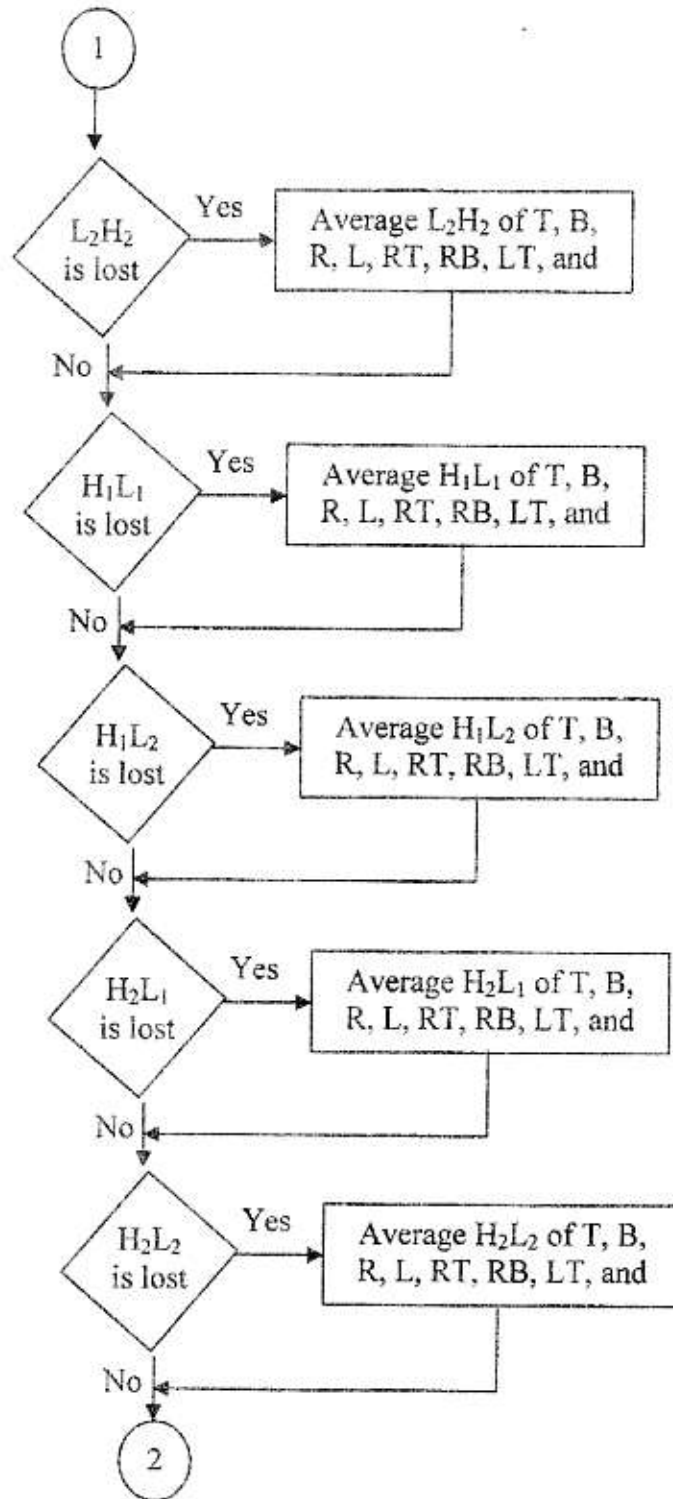 1
L₂H₂
is lost
Yes
Average L₂H₂ of T, B,
R, L, RT, RB, LT, and
No
H₁L₁
is lost
Yes
Average H₁L₁ of T, B,
R, L, RT, RB, LT, and
No
H₁L₂
is lost
Yes
Average H₁L₂ of T, B,
R, L, RT, RB, LT, and
No
H₂L₁
is lost
Yes
Average H₂L₁ of T, B,
R, L, RT, RB, LT, and
No
H₂L₂
is lost
Yes
Average H₂L₂ of T, B,
R, L, RT, RB, LT, and
No
2